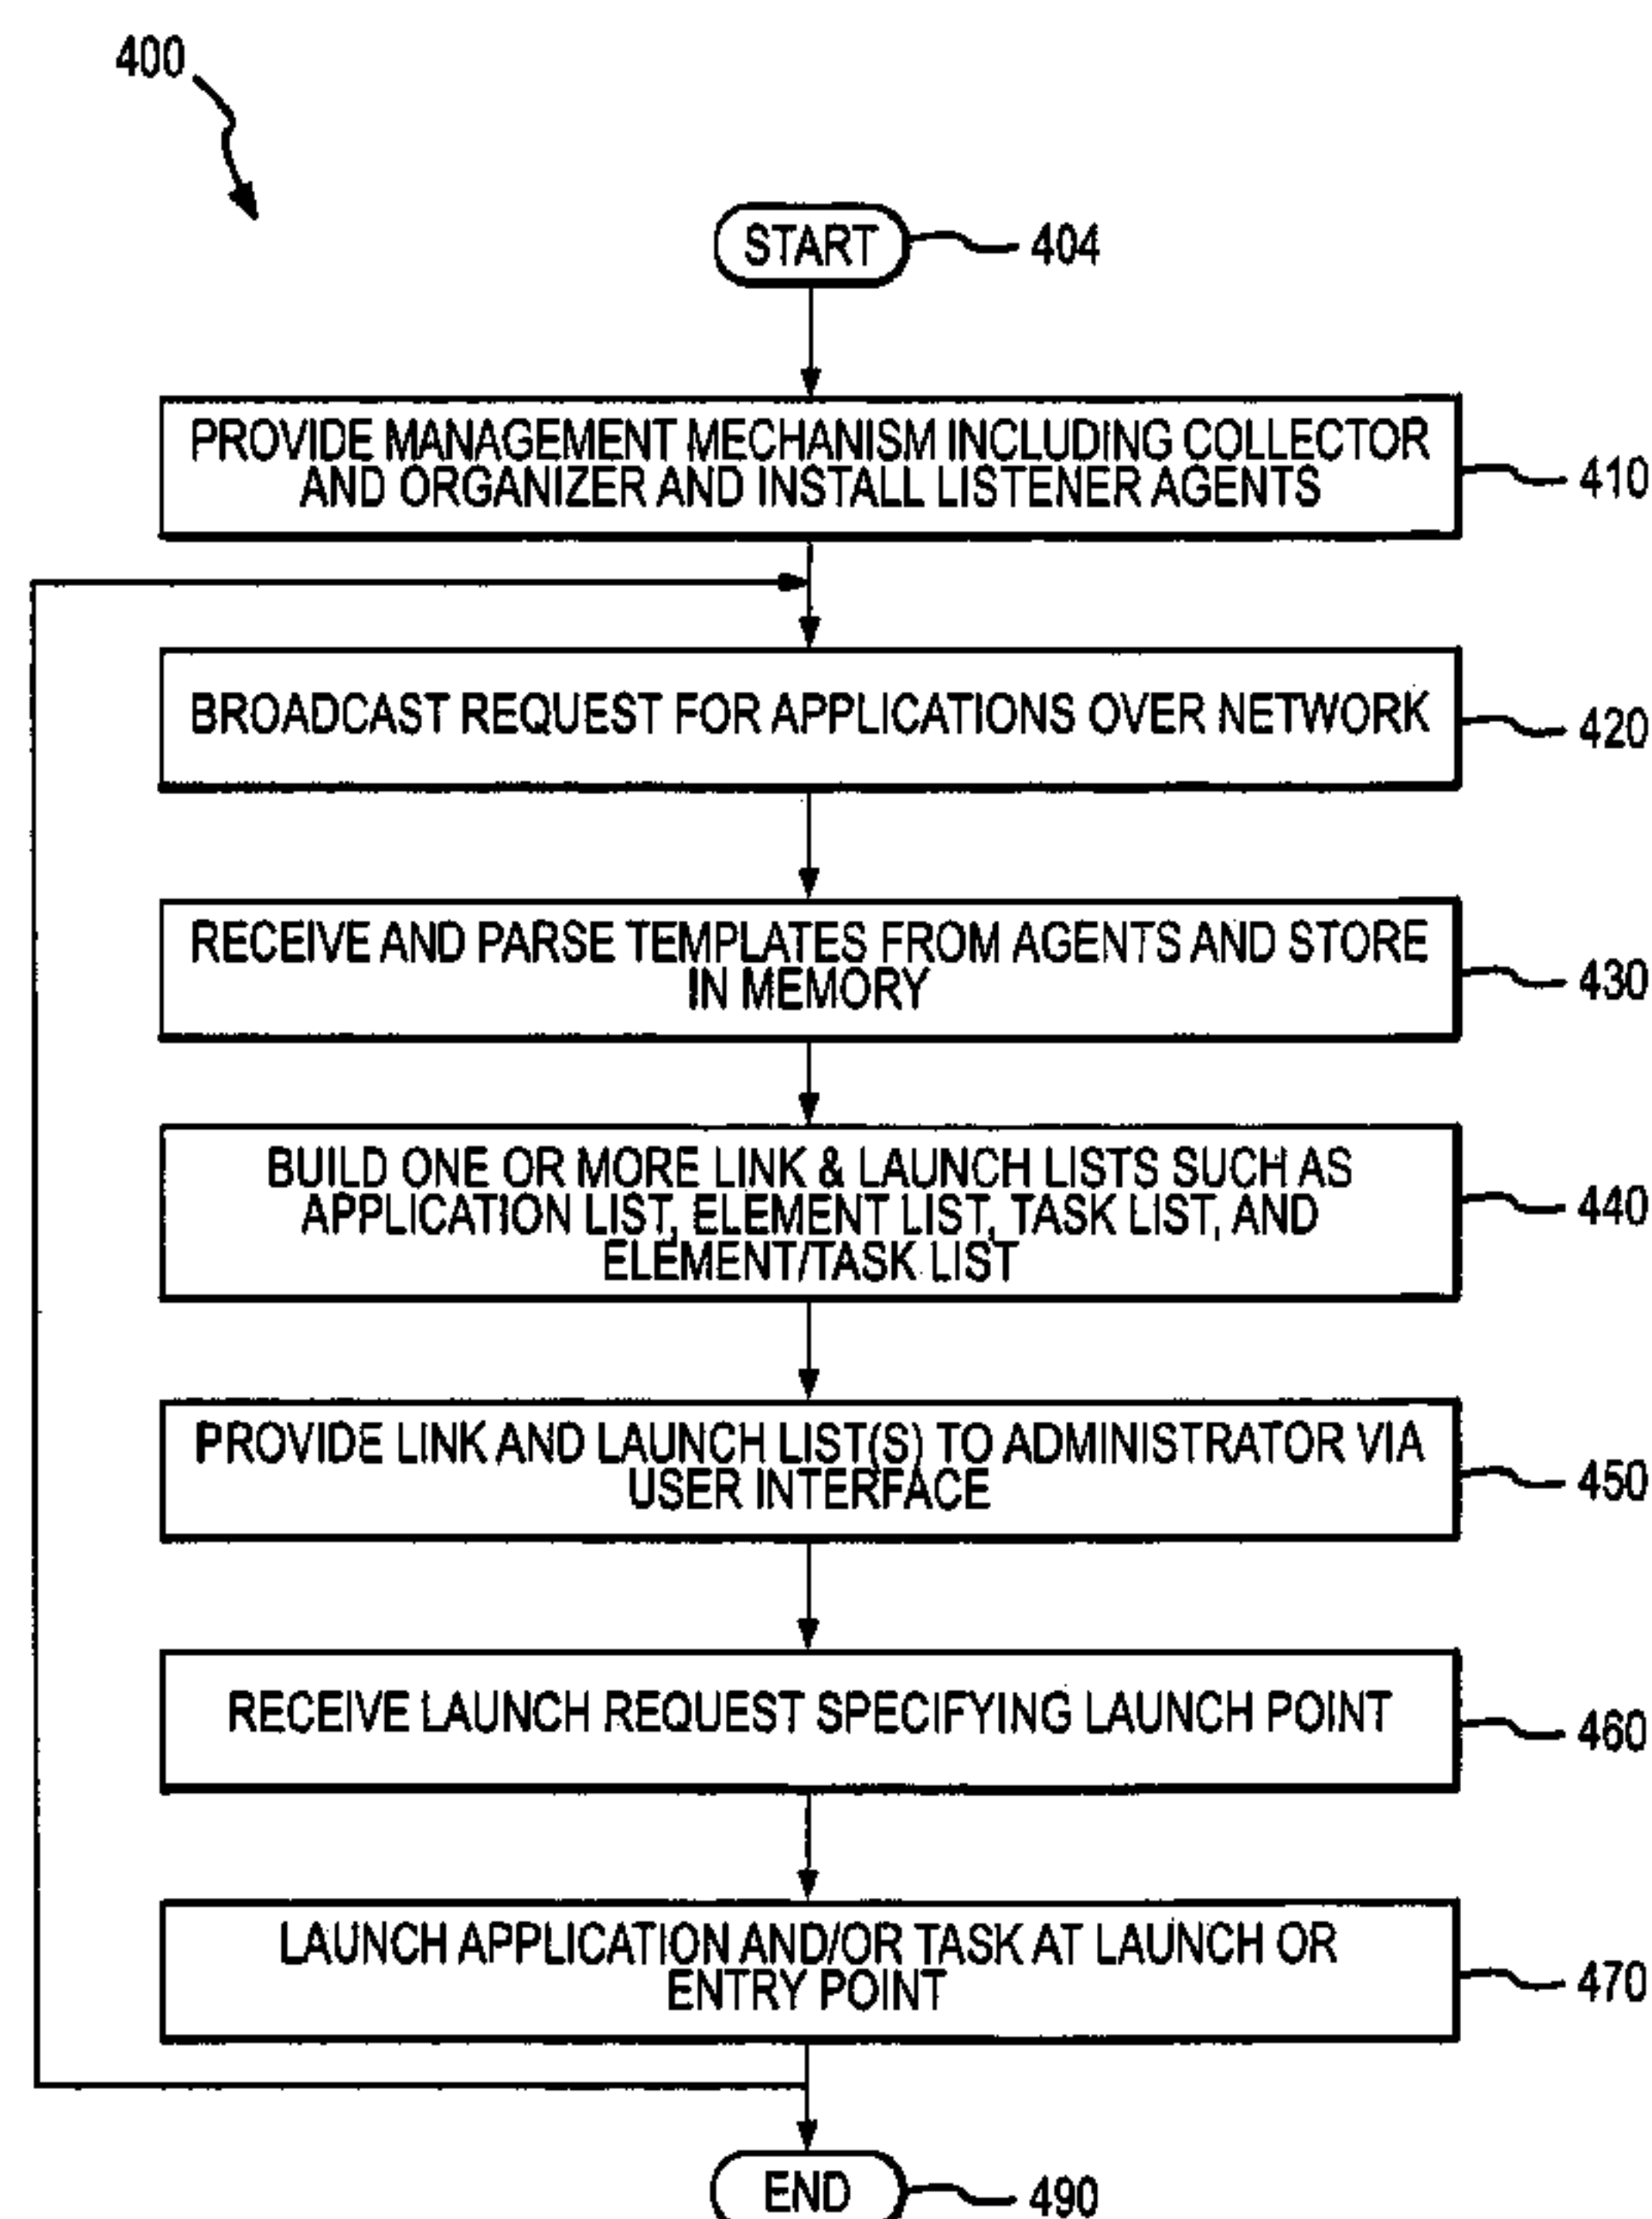 400
START
404
PROVIDE MANAGEMENT MECHANISM INCLUDING COLLECTOR
AND ORGANIZER AND INSTALL LISTENER AGENTS
410
BROADCAST REQUEST FOR APPLICATIONS OVER NETWORK
420
RECEIVE AND PARSE TEMPLATES FROM AGENTS AND STORE
IN MEMORY
430
BUILD ONE OR MORE LINK & LAUNCH LISTS SUCH AS
APPLICATION LIST, ELEMENT LIST, TASK LIST, AND
ELEMENT/TASK LIST
440
PROVIDE LINK AND LAUNCH LIST(S) TO ADMINISTRATOR VIA
USER INTERFACE
450
RECEIVE LAUNCH REQUEST SPECIFYING LAUNCH POINT
460
LAUNCH APPLICATION AND/OR TASK AT LAUNCH OR
ENTRY POINT
470
END
490